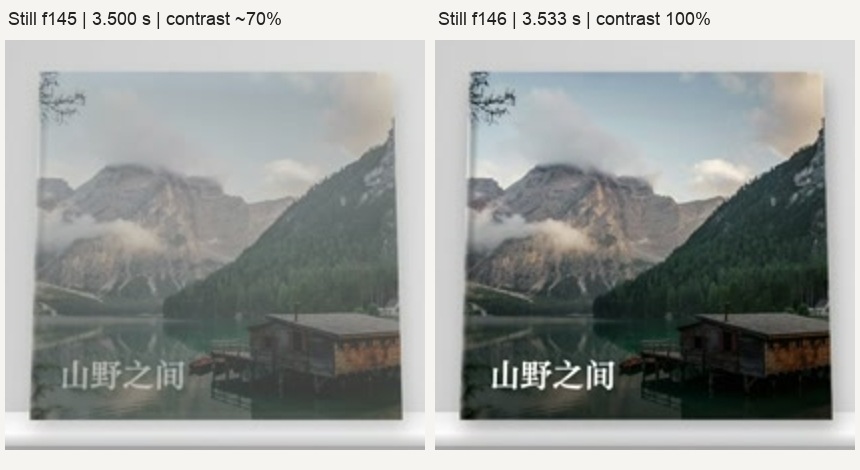 Still f145 | 3.500 s | contrast ~70%
Still f146 | 3.533 s | contrast 100%
山野之间
山野之间